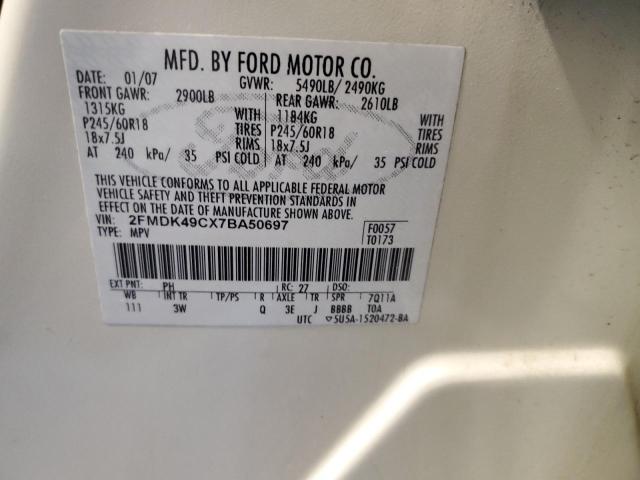 MFD. BY FORD MOTOR CO.
DATE: 01/07 GVWR: 5490LB/ 2490KG
FRONT GAWR: 2900LB REAR GAWR: 2610LB
1315KG WITH 1184KG WITH
P245/60R18 TIRES P245/60R18 TIRES
18x7.5J RIMS 18x7.5J RIMS
AT 240 kPa/ 35 PSI COLD AT 240 kPa/ 35 PSI COLD
Ford
THIS VEHICLE CONFORMS TO ALL APPLICABLE FEDERAL MOTOR
VEHICLE SAFETY AND THEFT PREVENTION STANDARDS IN
EFFECT ON THE DATE OF MANUFACTURE SHOWN ABOVE.
VIN: 2FMDK49CX7BA50697 F0057
TYPE: MPV T0173
EXT PNT: PH RC: 27 DSO:
WB INT TR TP/PS R AXLE TR SPR 7Q11A
111 3W Q 3E J BBBB T0A
UTC ▽5U5A-1520472-BA